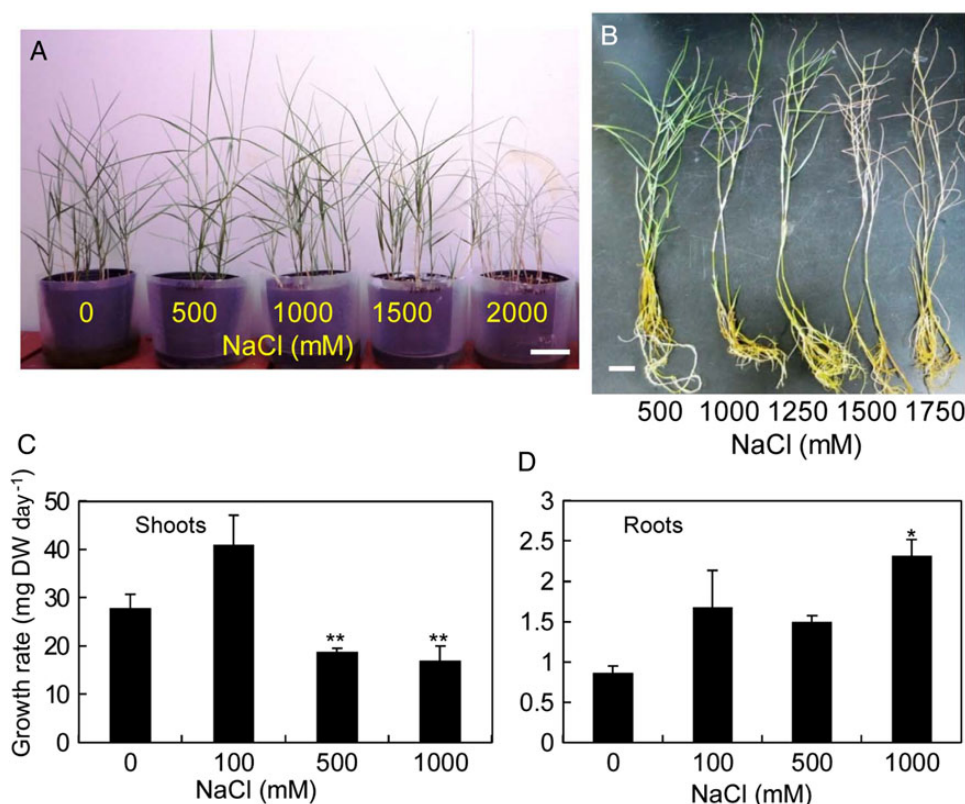 A
0 500 1000 1500 2000
NaCl (mM)
B
500 1000 1250 1500 1750
NaCl (mM)
C
Growth rate (mg DW day⁻¹)
50
40
30
20
10
0
Shoots
** **
0 100 500 1000
NaCl (mM)
D
3
2.5
2
1.5
1
0.5
0
Roots
*
0 100 500 1000
NaCl (mM)